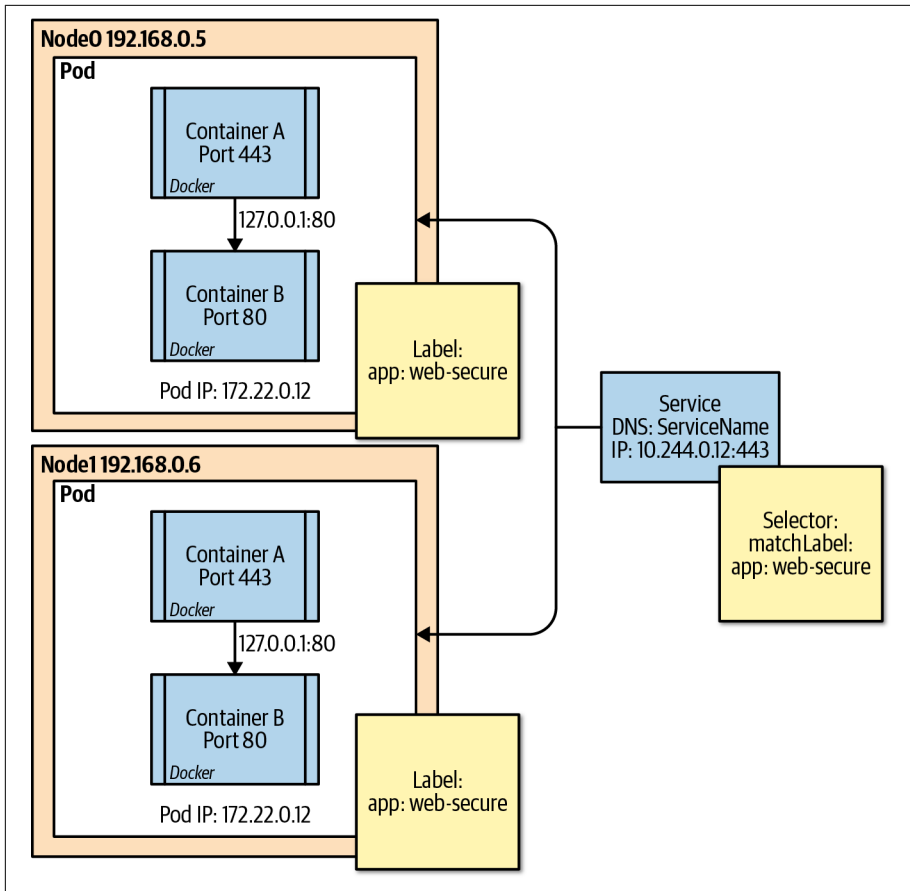 Node0 192.168.0.5
Pod
Container A
Port 443
Docker
127.0.0.1:80
Container B
Port 80
Docker
Pod IP: 172.22.0.12
Label:
app: web-secure
Node1 192.168.0.6
Pod
Container A
Port 443
Docker
127.0.0.1:80
Container B
Port 80
Docker
Pod IP: 172.22.0.12
Label:
app: web-secure
Service
DNS: ServiceName
IP: 10.244.0.12:443
Selector:
matchLabel:
app: web-secure